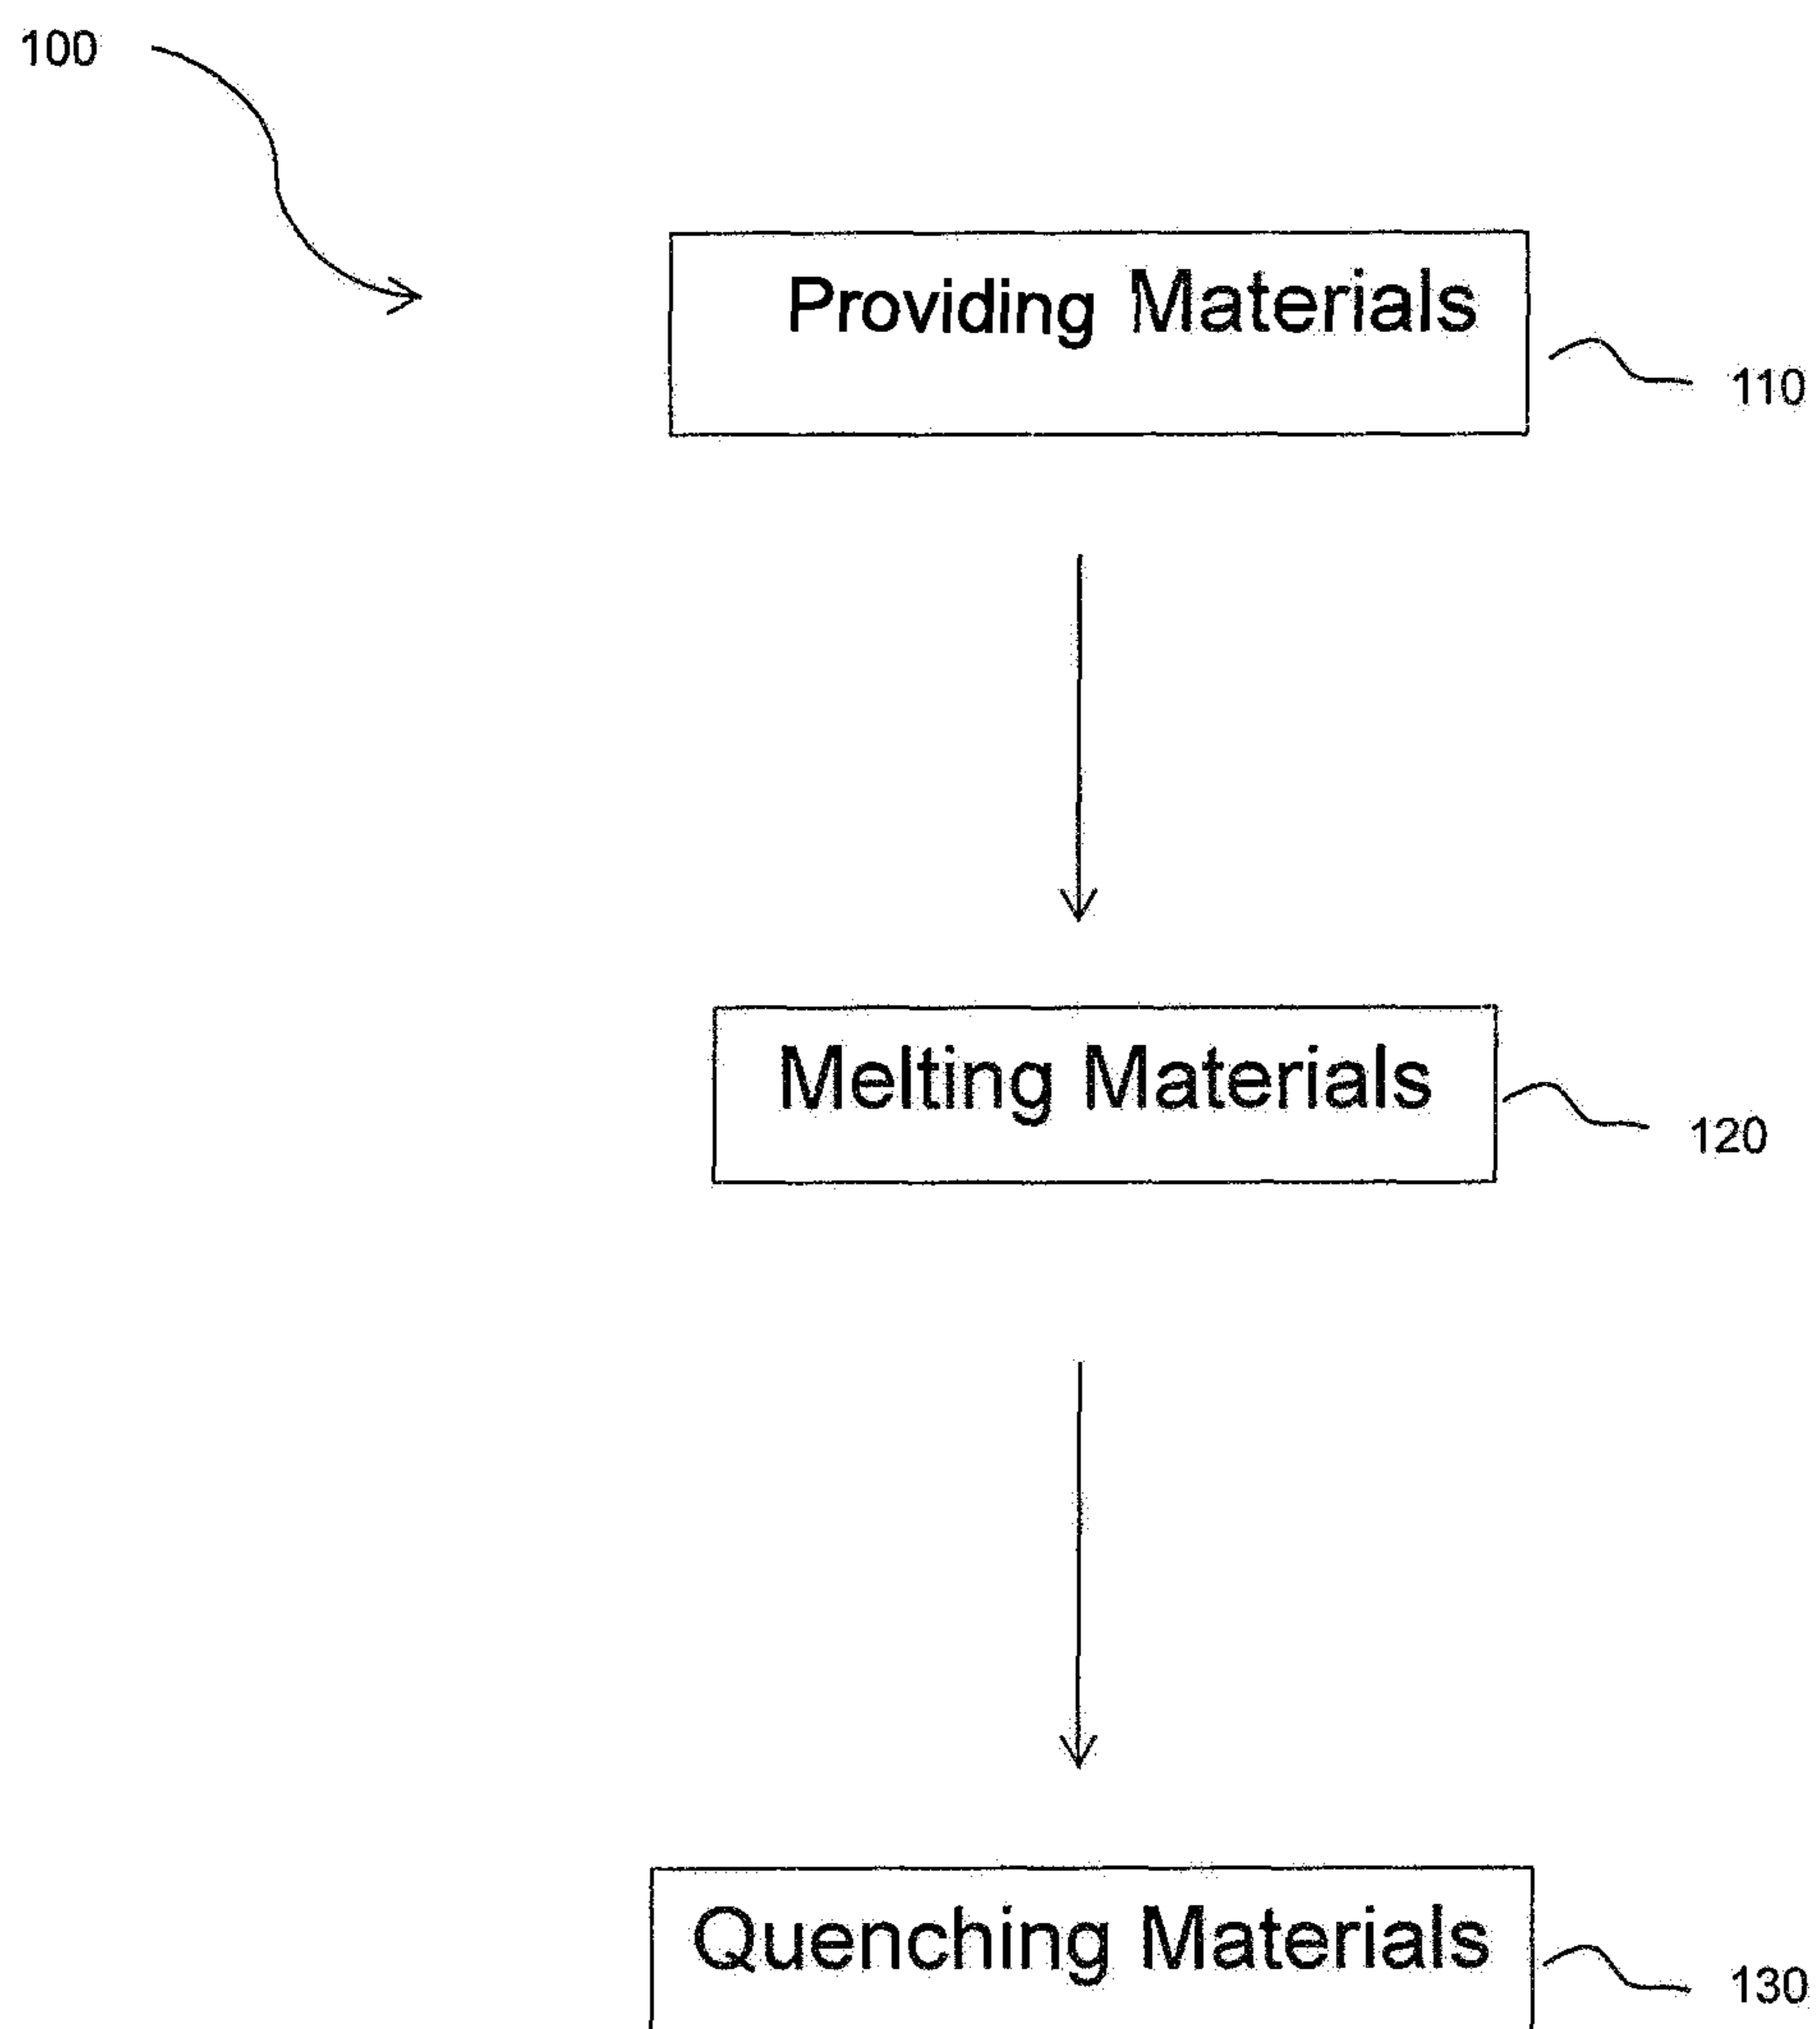 100
Providing Materials
110
Melting Materials
120
Quenching Materials
130